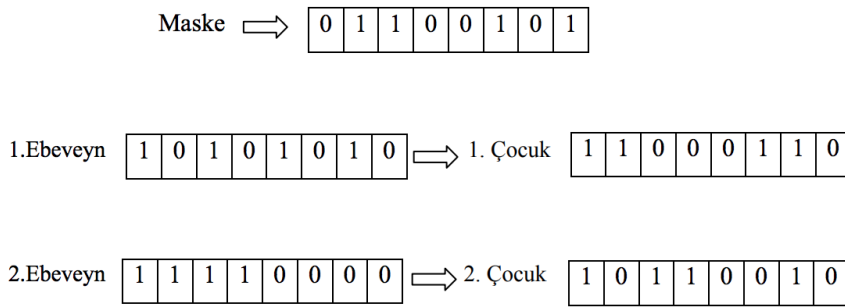 Maske 0 1 1 0 0 1 0 1
1.Ebeveyn 1 0 1 0 1 0 1 0 1. Çocuk 1 1 0 0 0 1 1 0
2.Ebeveyn 1 1 1 1 0 0 0 0 2. Çocuk 1 0 1 1 0 0 1 0